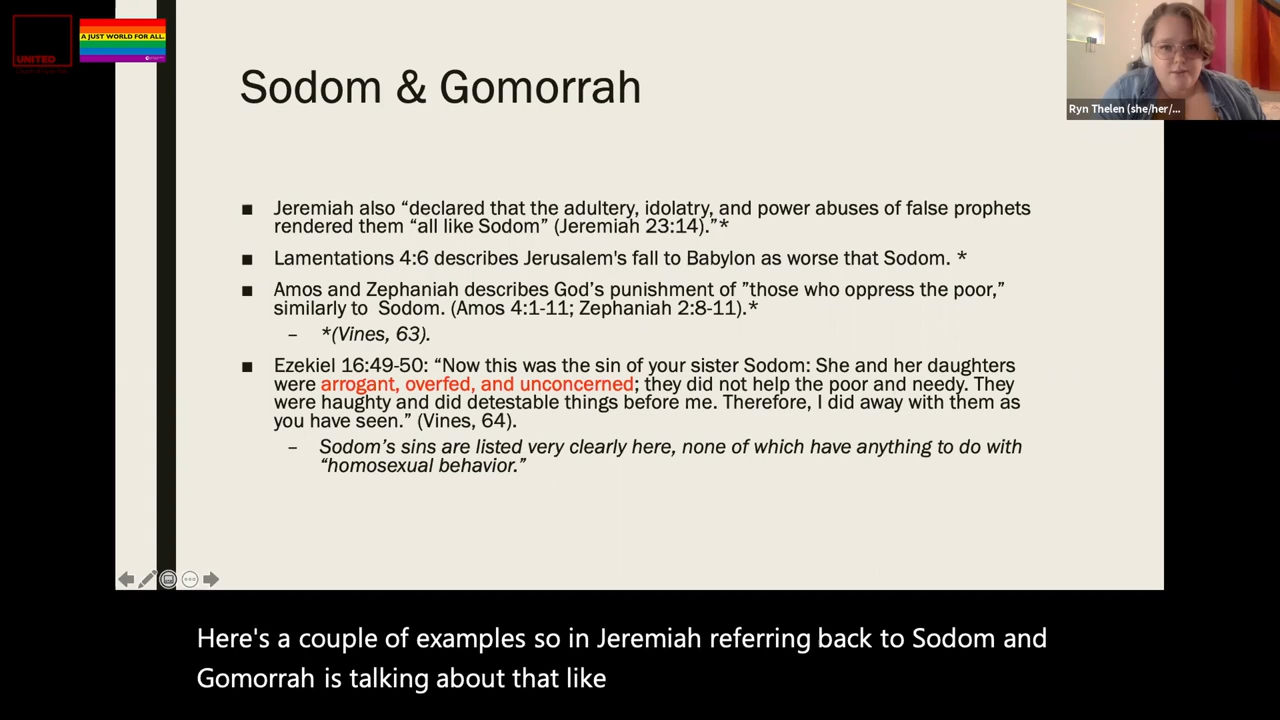 UNITED
A JUST WORLD FOR ALL.
Ryn Thelen (she/her/...
Sodom & Gomorrah
■ Jeremiah also “declared that the adultery, idolatry, and power abuses of false prophets
rendered them “all like Sodom” (Jeremiah 23:14).”*
■ Lamentations 4:6 describes Jerusalem's fall to Babylon as worse that Sodom. *
■ Amos and Zephaniah describes God’s punishment of ”those who oppress the poor,”
similarly to Sodom. (Amos 4:1-11; Zephaniah 2:8-11).*
– *(Vines, 63).
■ Ezekiel 16:49-50: “Now this was the sin of your sister Sodom: She and her daughters
were arrogant, overfed, and unconcerned; they did not help the poor and needy. They
were haughty and did detestable things before me. Therefore, I did away with them as
you have seen.” (Vines, 64).
– Sodom’s sins are listed very clearly here, none of which have anything to do with
“homosexual behavior.”
Here's a couple of examples so in Jeremiah referring back to Sodom and
Gomorrah is talking about that like